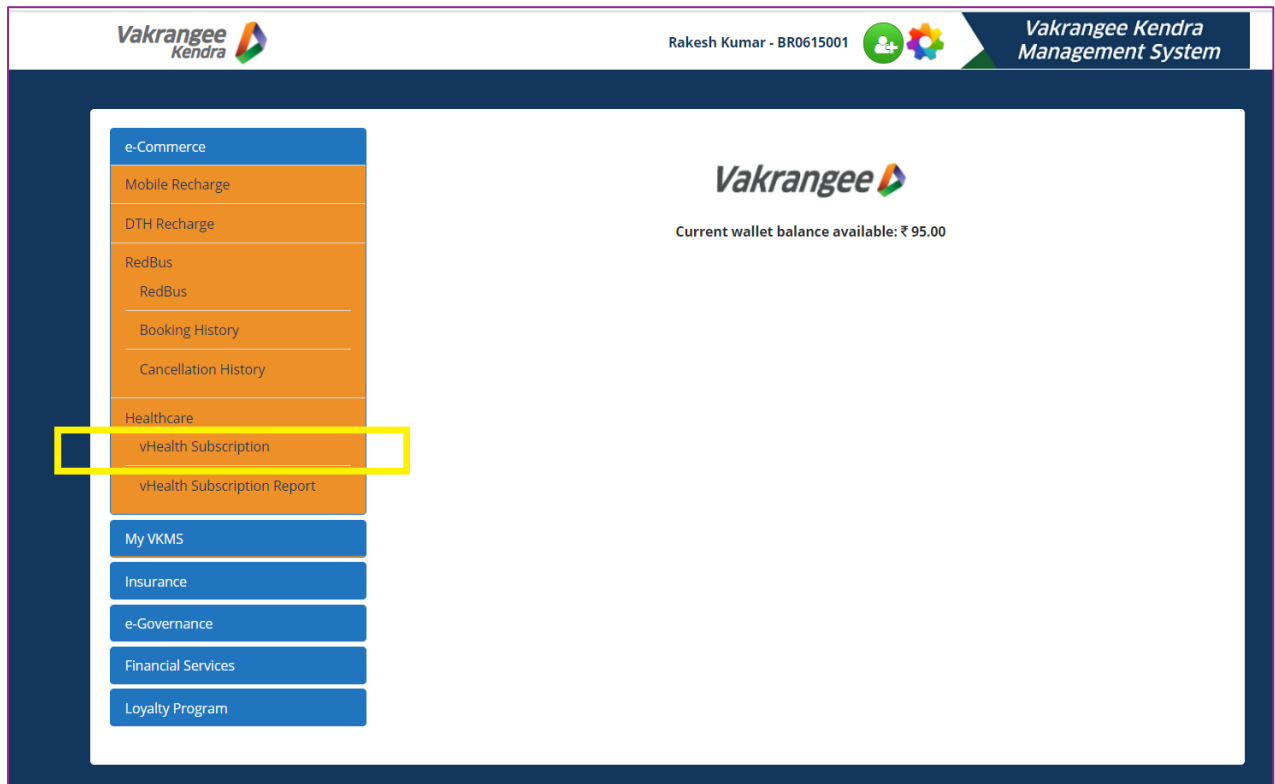 Vakrangee
Kendra
Rakesh Kumar - BR0615001
Vakrangee Kendra
Management System
e-Commerce
Mobile Recharge
DTH Recharge
RedBus
RedBus
Booking History
Cancellation History
Healthcare
vHealth Subscription
vHealth Subscription Report
My VKMS
Insurance
e-Governance
Financial Services
Loyalty Program
Vakrangee
Current wallet balance available: ₹ 95.00